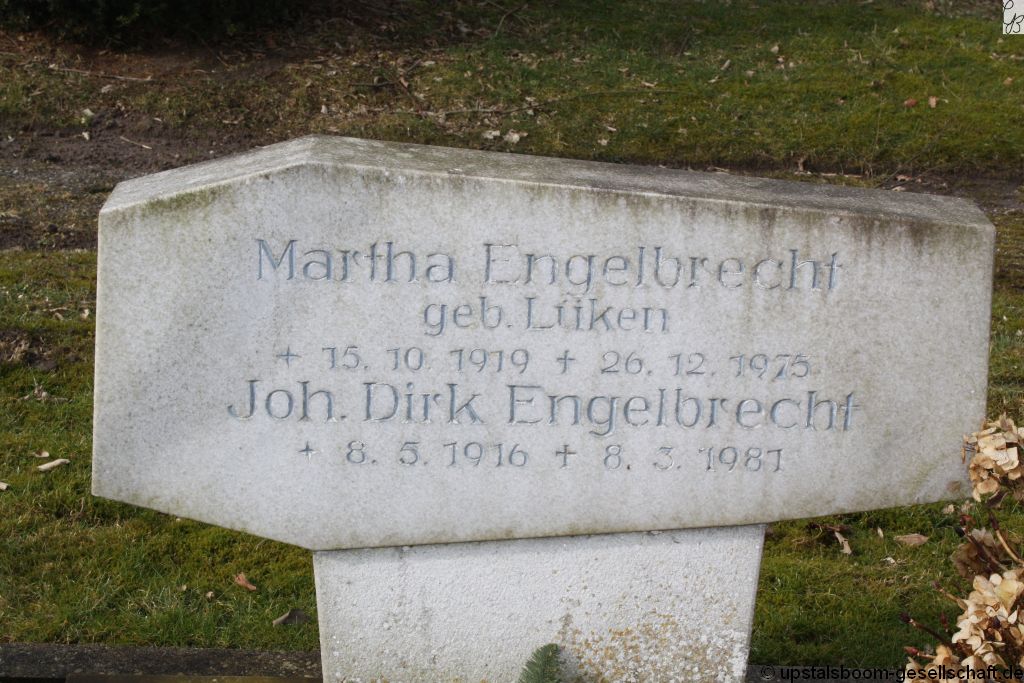 Martha Engelbrecht
geb. Lüken
+ 15. 10. 1919 † 26. 12. 1975
Joh. Dirk Engelbrecht
+ 8. 5. 1916 † 8. 3. 1981
© upstalsboom-gesellschaft.de